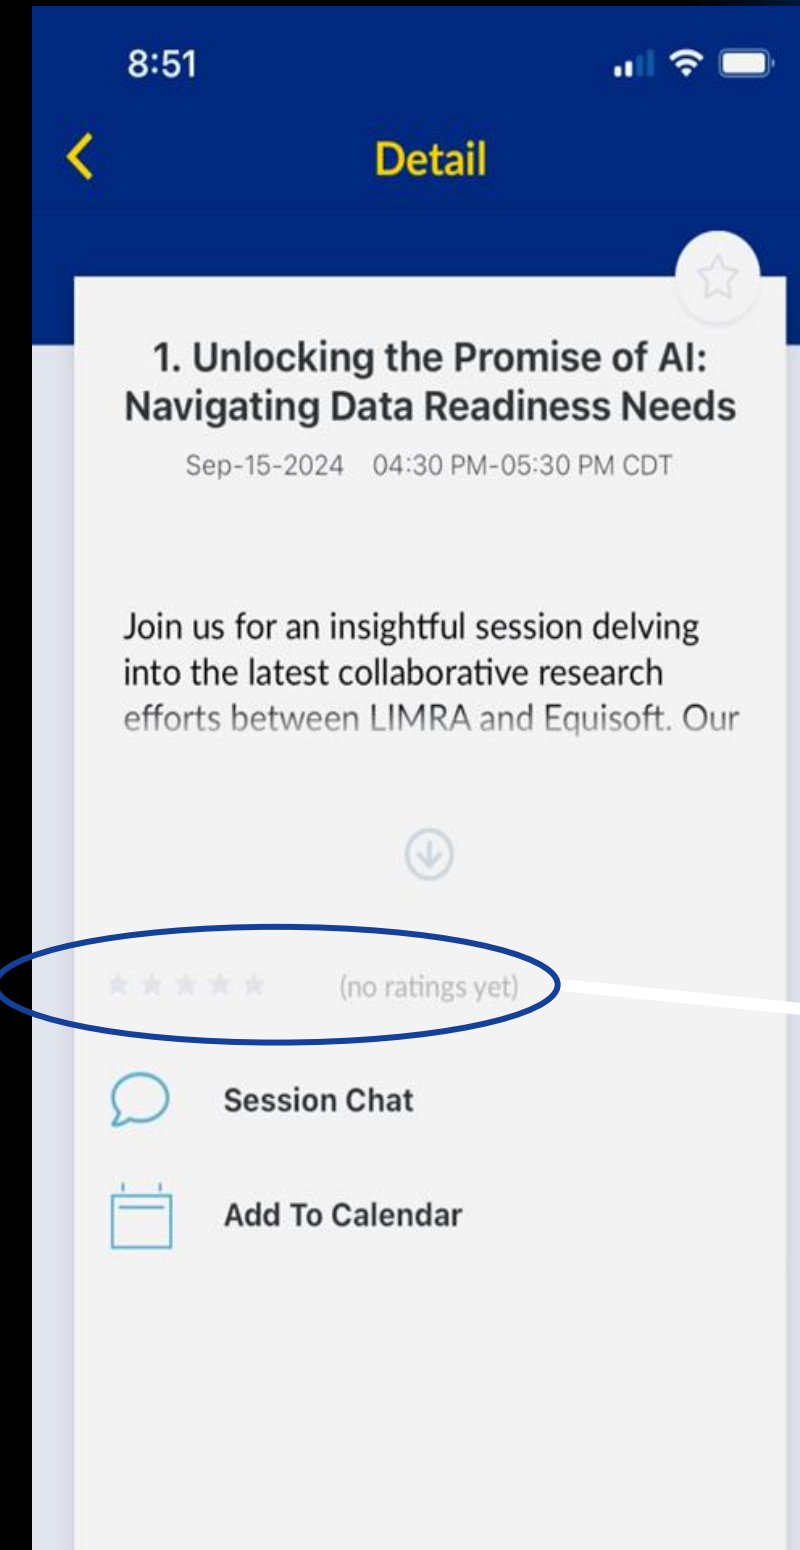 8:51
Detail
1. Unlocking the Promise of AI:
Navigating Data Readiness Needs
Sep-15-2024 04:30 PM-05:30 PM CDT
Join us for an insightful session delving
into the latest collaborative research
efforts between LIMRA and Equisoft. Our
(no ratings yet)
Session Chat
Add To Calendar